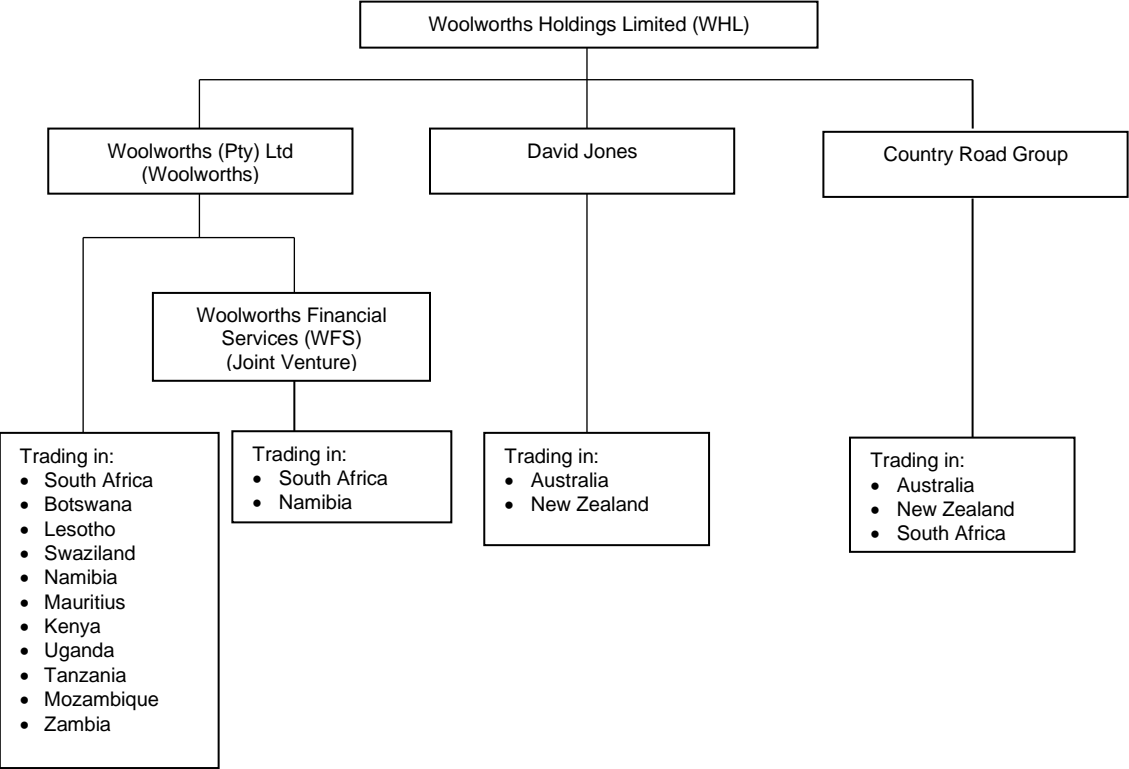 Woolworths Holdings Limited (WHL)
Woolworths (Pty) Ltd
(Woolworths)
David Jones
Country Road Group
Woolworths Financial
Services (WFS)
(Joint Venture)
Trading in:
• South Africa
• Botswana
• Lesotho
• Swaziland
• Namibia
• Mauritius
• Kenya
• Uganda
• Tanzania
• Mozambique
• Zambia
Trading in:
• South Africa
• Namibia
Trading in:
• Australia
• New Zealand
Trading in:
• Australia
• New Zealand
• South Africa